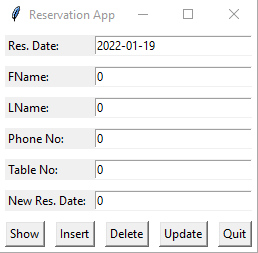 Reservation App
Res. Date: 2022-01-19
FName: 0
LName: 0
Phone No: 0
Table No: 0
New Res. Date: 0
Show Insert Delete Update Quit